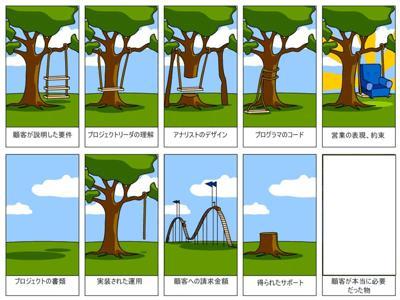 顧客が説明した要件
プロジェクトリーダの理解
アナリストのデザイン
プログラマのコード
営業の表現、約束
プロジェクトの書類
実装された運用
顧客への請求金額
得られたサポート
顧客が本当に必要
だった物